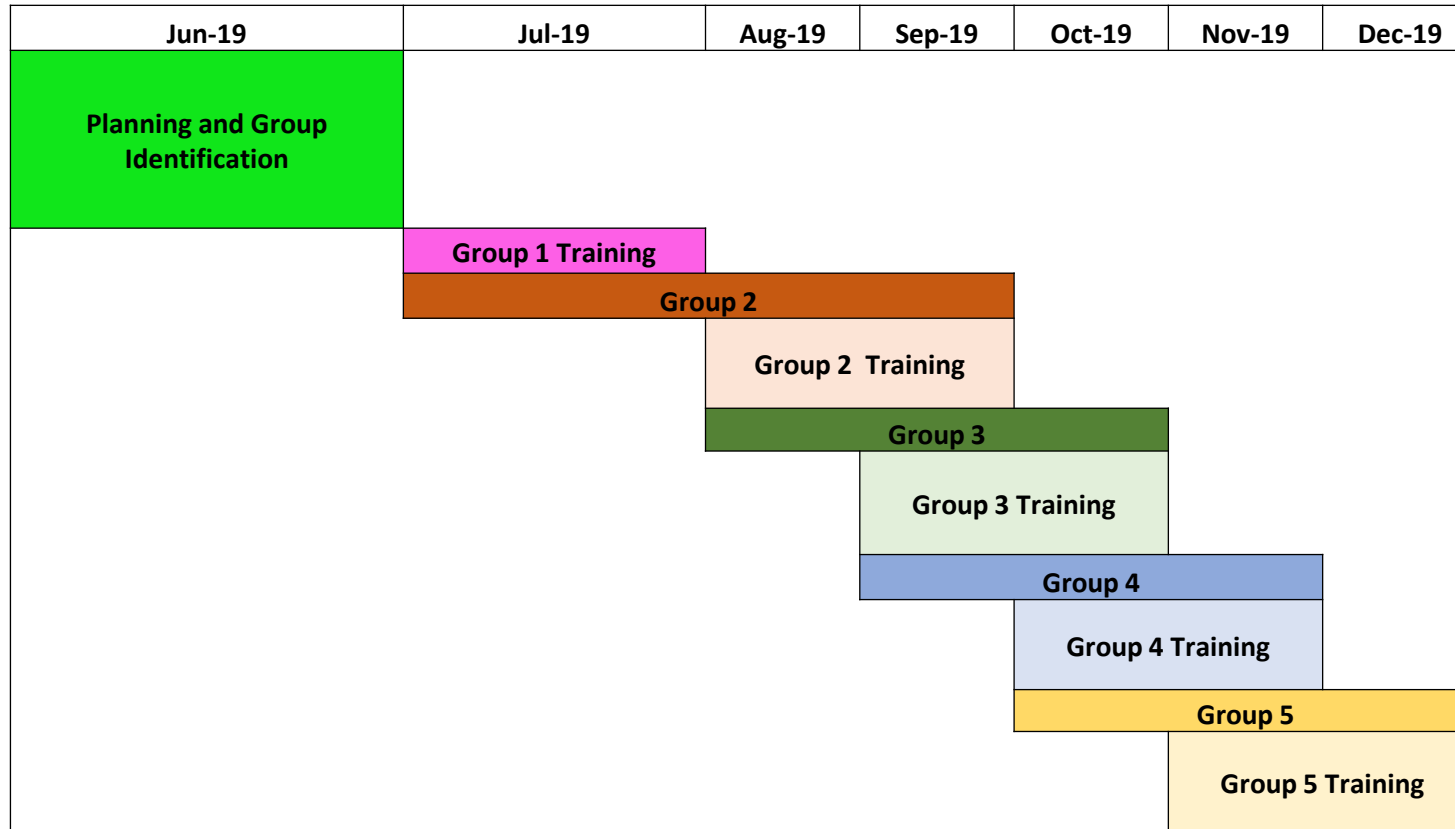 Jun-19 Jul-19 Aug-19 Sep-19 Oct-19 Nov-19 Dec-19
Planning and Group
Identification
Group 1 Training
Group 2
Group 2  Training
Group 3
Group 3 Training
Group 4
Group 4 Training
Group 5
Group 5 Training